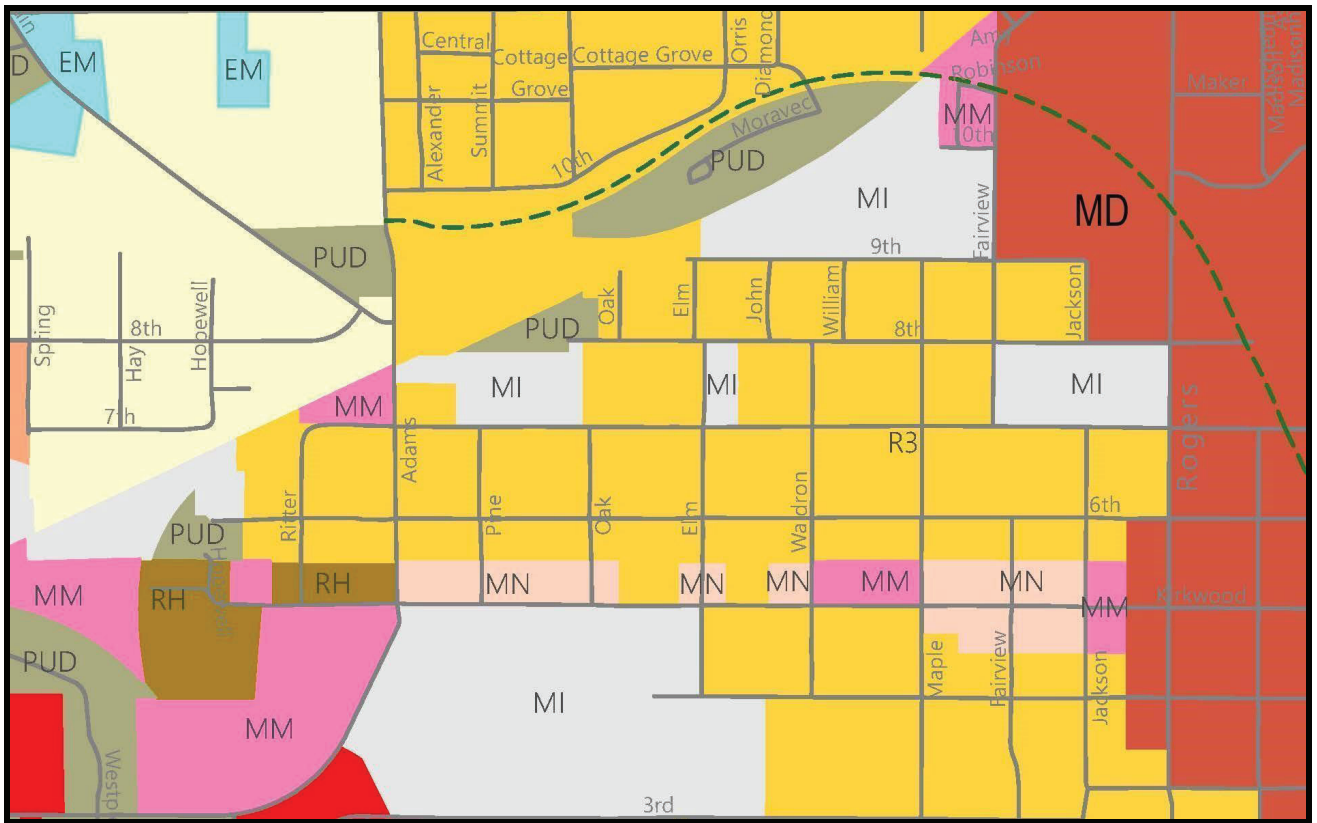 D
EM
EM
Central
Cottage
Cottage Grove
Orris
Diamond
Grove
Alexander
Summit
Moravec
10th
PUD
Robinson
Maker
MM
10th
MI
MD
Fairview
9th
PUD
Oak
Elm
John
William
Jackson
Spring
8th
Hay
Hopewell
PUD
8th
MI
MI
MI
7th
MM
Adams
R3
Rogers
Ritter
Pine
Oak
Elm
Waldron
6th
PUD
RH
MN
MN
MN
MM
MN
MM
MM
RH
Kirkwood
PUD
Maple
Fairview
Jackson
MI
MM
Westp
3rd